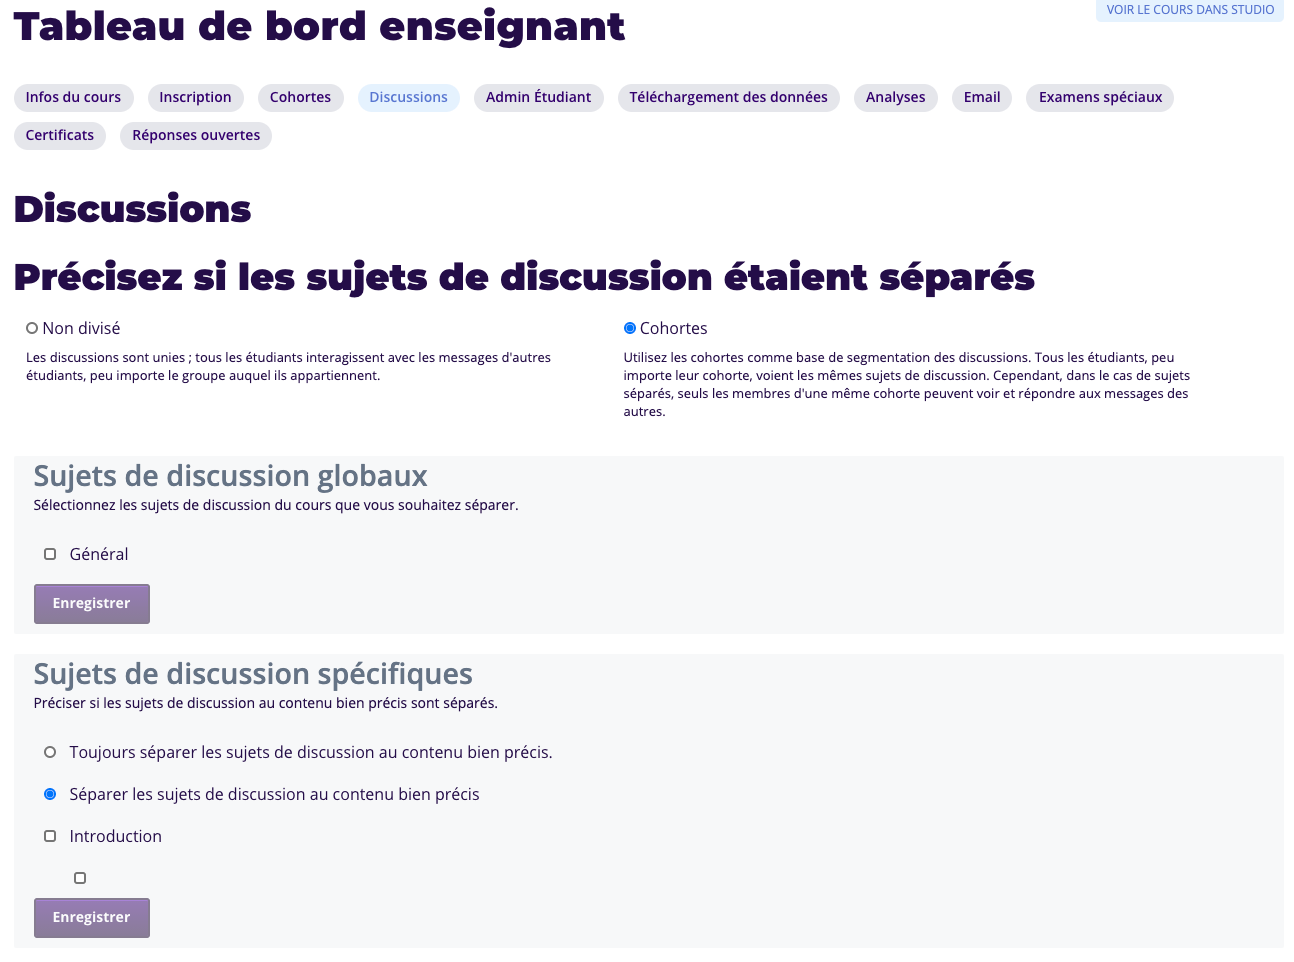 Tableau de bord enseignant
VOIR LE COURS DANS STUDIO
Infos du cours Inscription Cohortes Discussions Admin Étudiant Téléchargement des données Analyses Email Examens spéciaux
Certificats Réponses ouvertes
Discussions
Précisez si les sujets de discussion étaient séparés
Non divisé
Les discussions sont unies ; tous les étudiants interagissent avec les messages d'autres
étudiants, peu importe le groupe auquel ils appartiennent.
Cohortes
Utilisez les cohortes comme base de segmentation des discussions. Tous les étudiants, peu
importe leur cohorte, voient les mêmes sujets de discussion. Cependant, dans le cas de sujets
séparés, seuls les membres d'une même cohorte peuvent voir et répondre aux messages des
autres.
Sujets de discussion globaux
Sélectionnez les sujets de discussion du cours que vous souhaitez séparer.
Général
Enregistrer
Sujets de discussion spécifiques
Préciser si les sujets de discussion au contenu bien précis sont séparés.
Toujours séparer les sujets de discussion au contenu bien précis.
Séparer les sujets de discussion au contenu bien précis
Introduction
Enregistrer